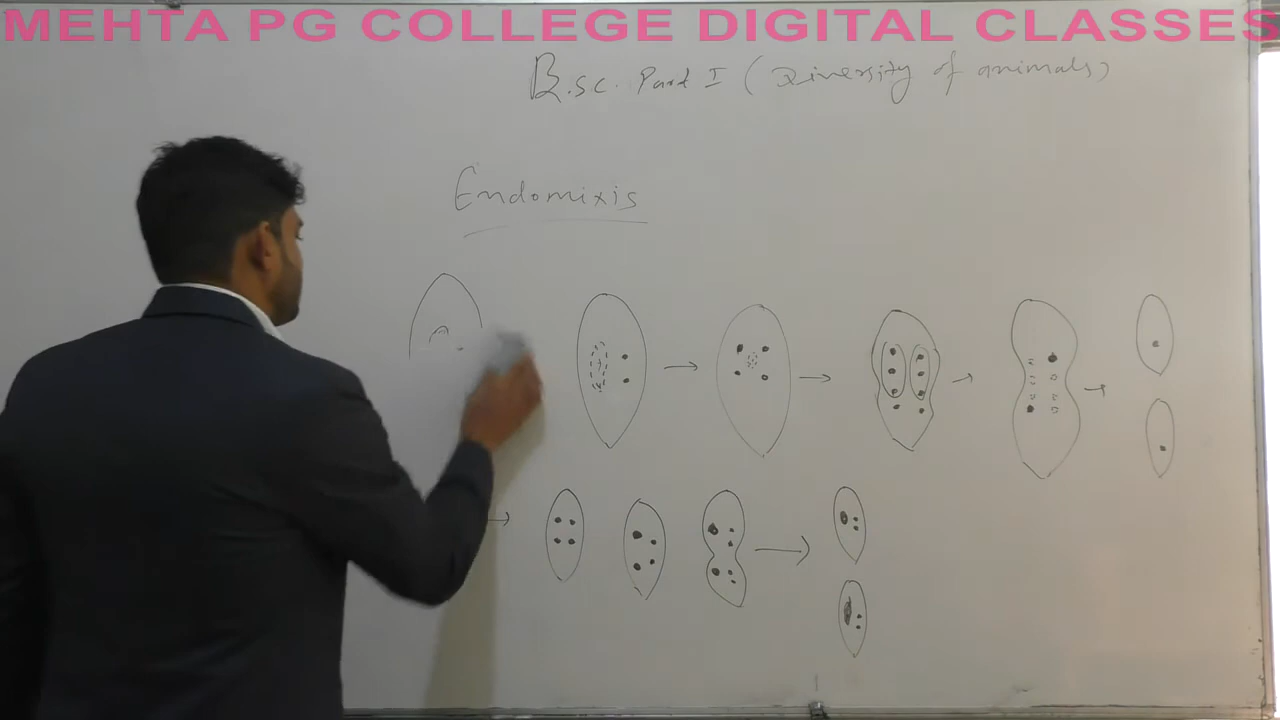 MEHTA PG COLLEGE DIGITAL CLASSES
B.sc. Part I (Diversity of animals)
Endomixis